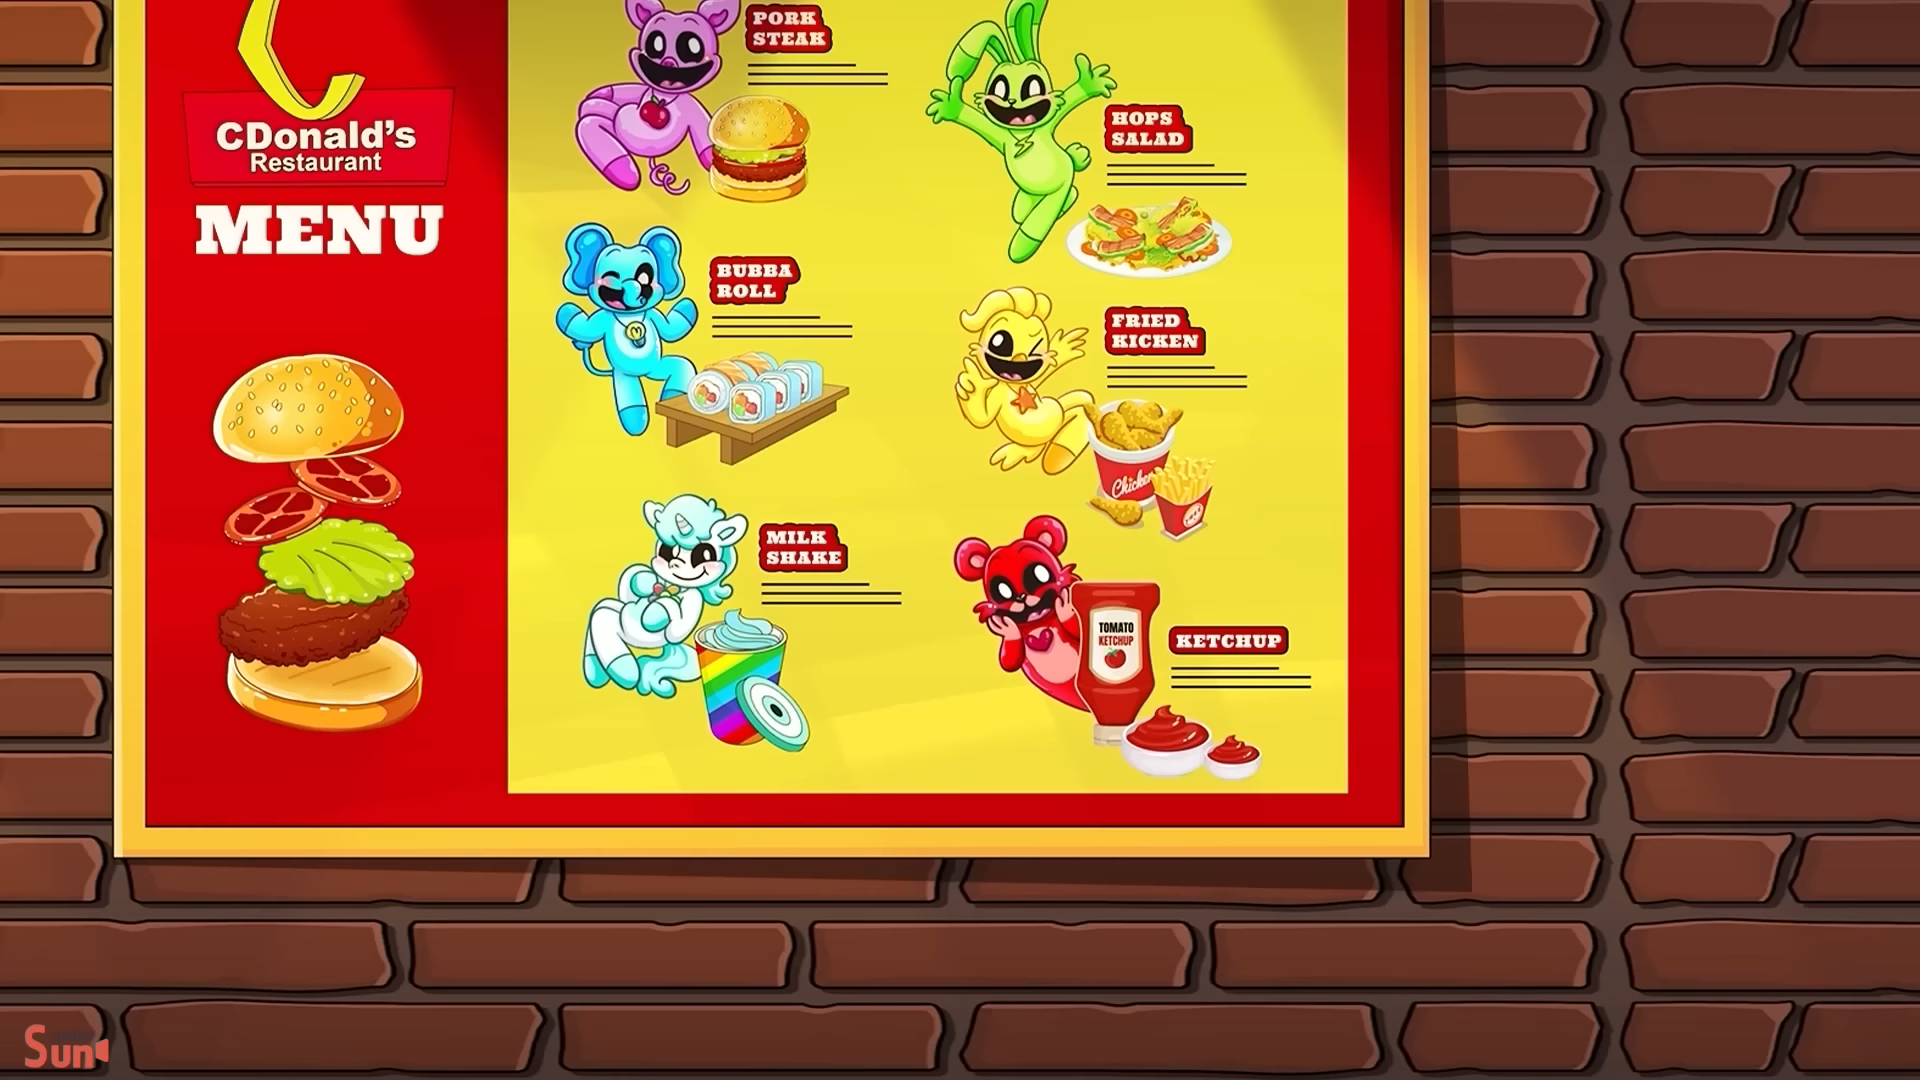 CDonald's
Restaurant
MENU
PORK
STEAK
HOPS
SALAD
BUBBA
ROLL
FRIED
KICKEN
Chicken
MILK
SHAKE
TOMATO
KETCHUP
KETCHUP
Sun